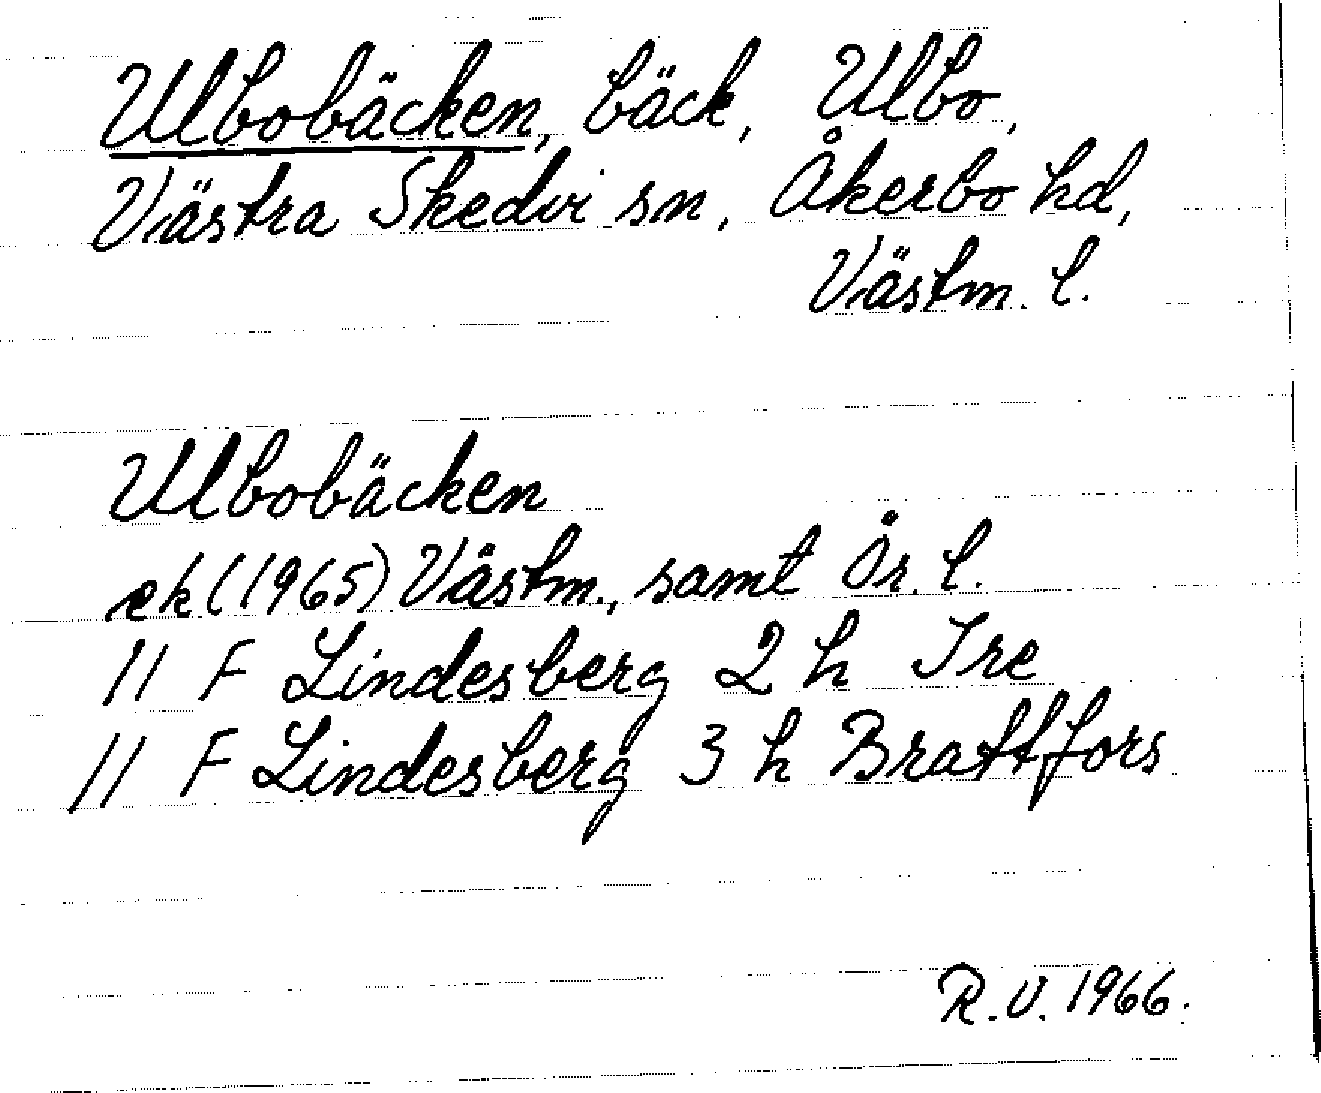 Ulbobäcken, bäck, Ulbo,
Västra Skedvi sn, Åkerbo hd,
Västm. l.
Ulbobäcken
ek (1965) Västm., samt Ör. l.
11 F Lindesberg 2 h Ire
11 F Lindesberg 3 h Brattfors
R.V. 1966.